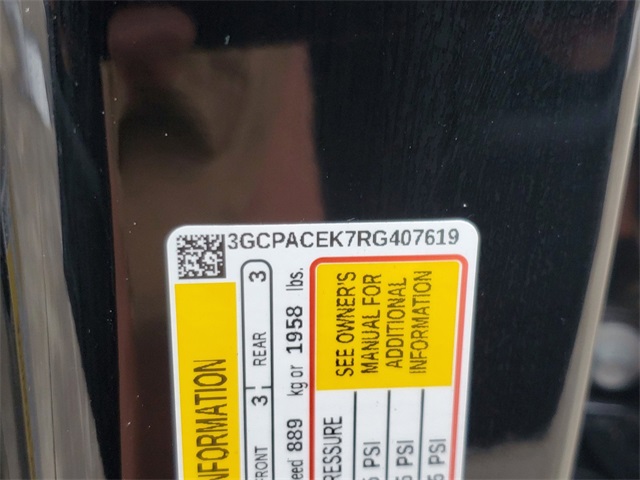 3GCPACEK7RG407619
INFORMATION
FRONT 3 REAR 3
889 kg or 1958 lbs.
SEE OWNER'S
MANUAL FOR
ADDITIONAL
INFORMATION
PSI
PSI
PSI